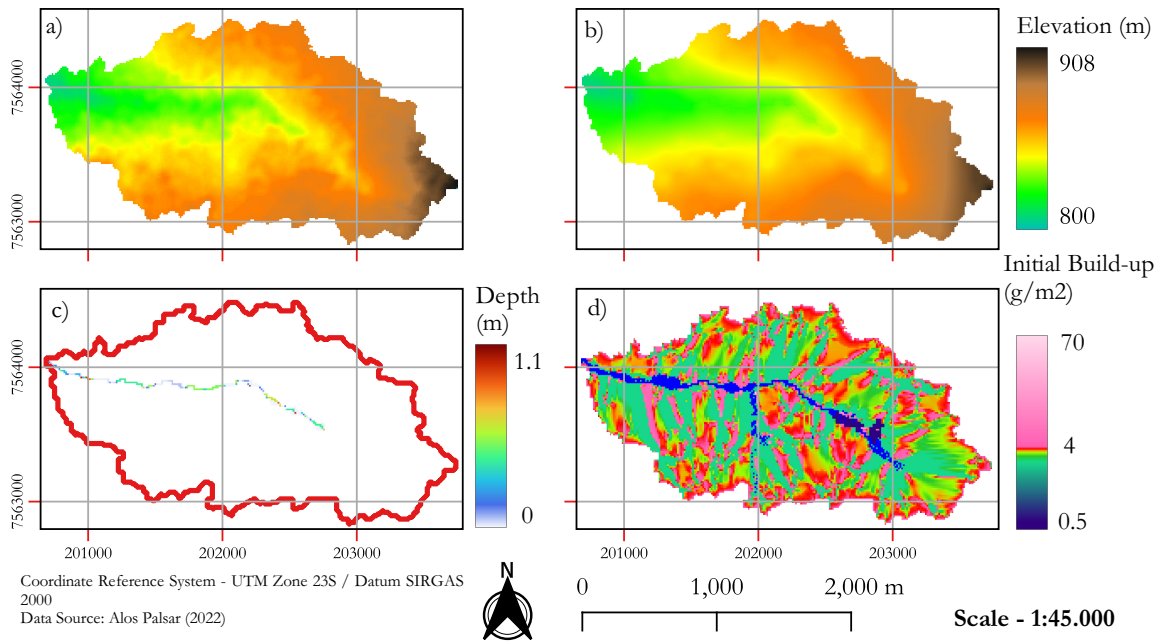 a)
b)
Elevation (m)
908
800
7564000
7563000
c)
Depth
(m)
1.1
0
d)
Initial Build-up
(g/m2)
70
4
0.5
7564000
7563000
201000
202000
203000
201000
202000
203000
Coordinate Reference System - UTM Zone 23S / Datum SIRGAS
2000
Data Source: Alos Palsar (2022)
N
0
1,000
2,000 m
Scale - 1:45.000